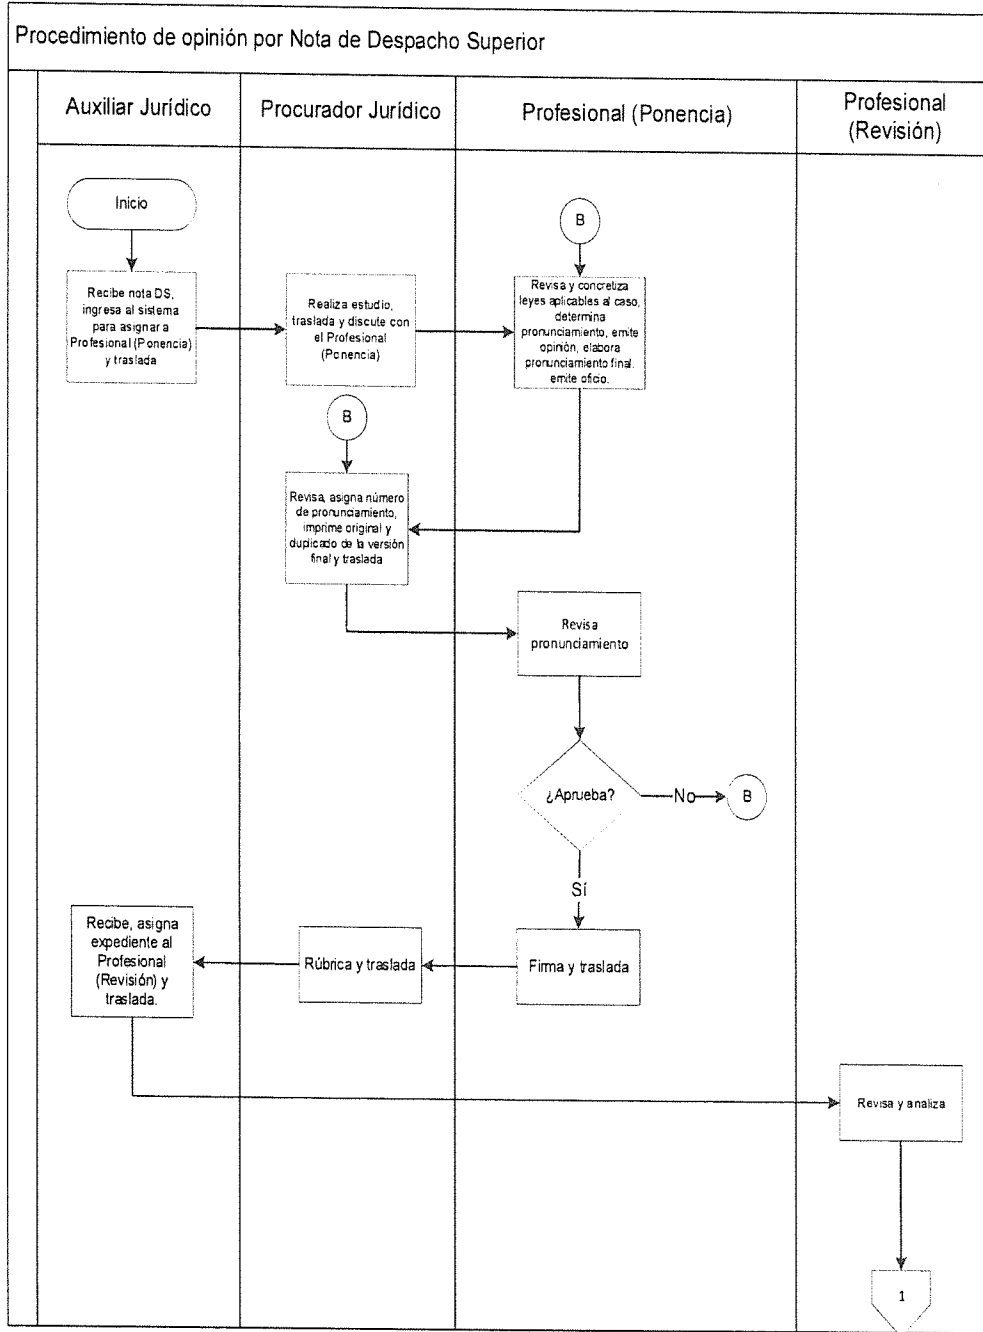 Procedimiento de opinión por Nota de Despacho Superior
Auxiliar Jurídico
Procurador Jurídico
Profesional (Ponencia)
Profesional
(Revisión)
Inicio
B
Recibe nota DS,
ingresa al sistema
para asignar a
Profesional (Ponencia)
y traslada
Realiza estudio,
traslada y discute con
el Profesional
(Ponencia)
Revisa y concretiza
leyes aplicables al caso,
determina
pronunciamiento, emite
opinión, elabora
pronunciamiento final.
emite oficio.
B
Revisa, asigna número
de pronunciamiento,
imprime original y
duplicado de la versión
final y traslada
Revisa
pronunciamiento
¿Aprueba?
No
B
Sí
Recibe, asigna
expediente al
Profesional
(Revisión) y
traslada.
Rúbrica y traslada
Firma y traslada
Revisa y analiza
1